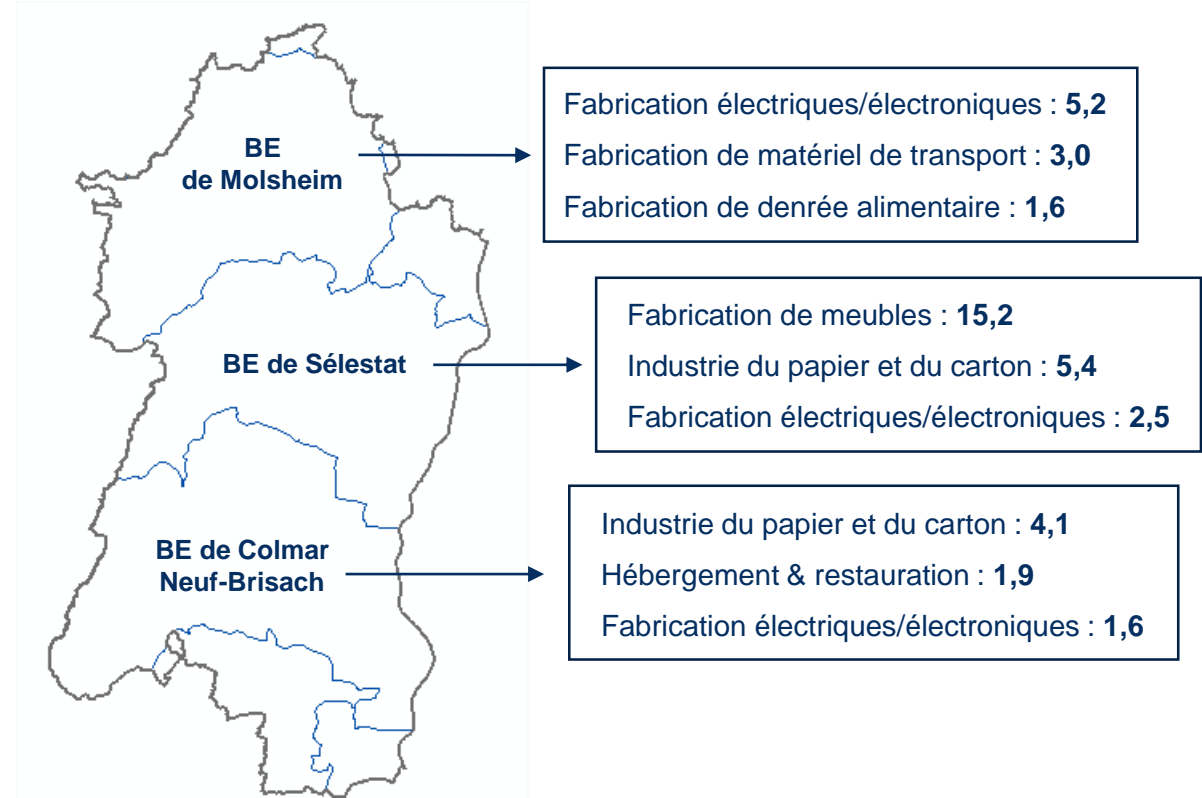 BE
de Molsheim
Fabrication électriques/électroniques : 5,2
Fabrication de matériel de transport : 3,0
Fabrication de denrée alimentaire : 1,6
BE de Sélestat
Fabrication de meubles : 15,2
Industrie du papier et du carton : 5,4
Fabrication électriques/électroniques : 2,5
BE de Colmar
Neuf-Brisach
Industrie du papier et du carton : 4,1
Hébergement & restauration : 1,9
Fabrication électriques/électroniques : 1,6